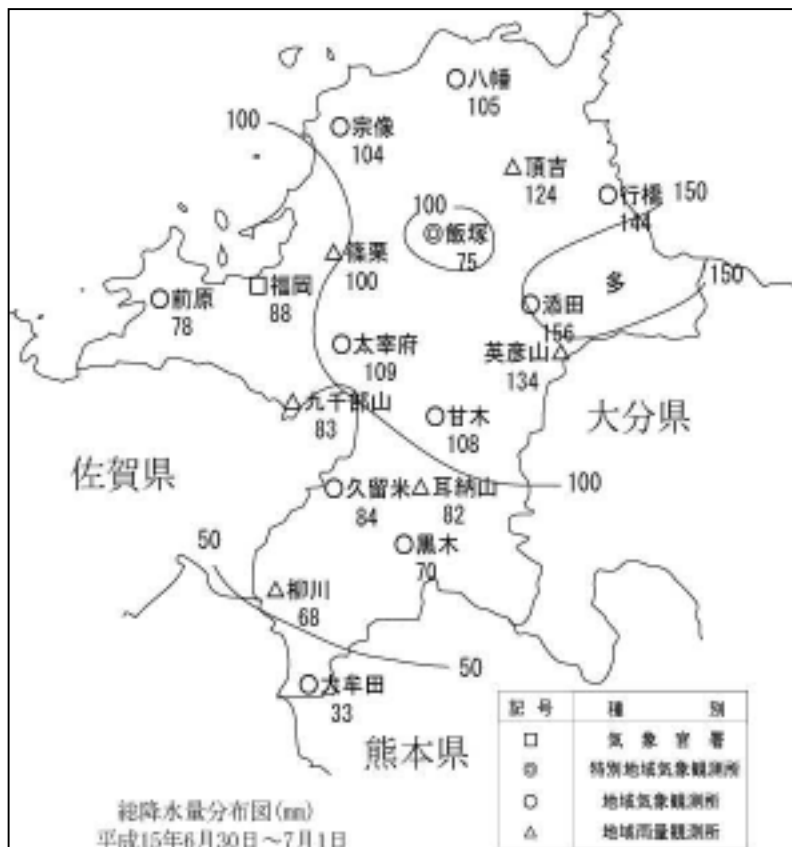 八幡
105
100
宗像
104
頂吉
124
行橋
144
150
100
飯塚
75
篠栗
100
福岡
88
前原
78
多
150
添田
156
太宰府
109
英彦山
134
九千部山
83
甘木
108
大分県
佐賀県
久留米
84
耳納山
82
100
50
黒木
70
柳川
68
50
大牟田
33
熊本県
記号 種別
□ 気象官署
◎ 特別地域気象観測所
○ 地域気象観測所
△ 地域雨量観測所
総降水量分布図(mm)
平成15年6月30日～7月1日